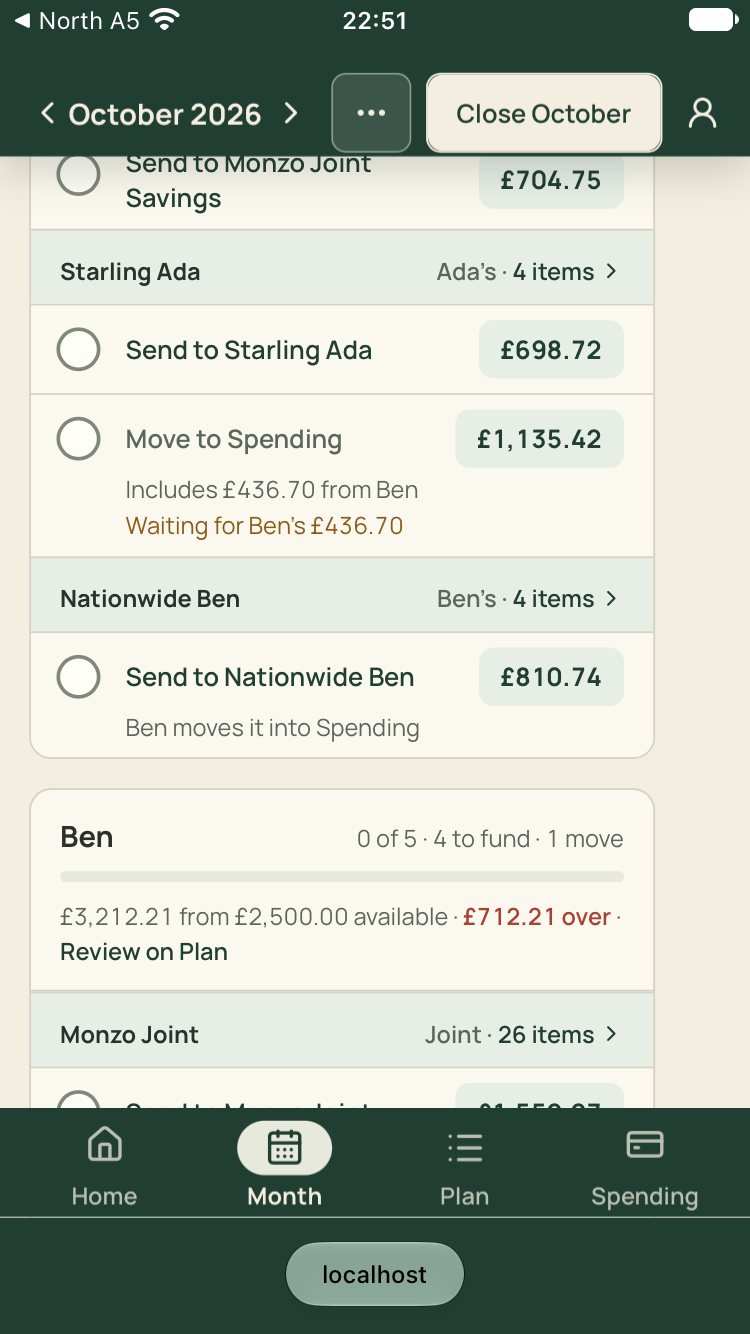 ◀ North A5
22:51
October 2026
...
Close October
Send to Monzo Joint
Savings
£704.75
Starling Ada
Ada's · 4 items
Send to Starling Ada
£698.72
Move to Spending
£1,135.42
Includes £436.70 from Ben
Waiting for Ben's £436.70
Nationwide Ben
Ben's · 4 items
Send to Nationwide Ben
£810.74
Ben moves it into Spending
Ben
0 of 5 · 4 to fund · 1 move
£3,212.21 from £2,500.00 available · £712.21 over ·
Review on Plan
Monzo Joint
Joint · 26 items
Home
Month
Plan
Spending
localhost